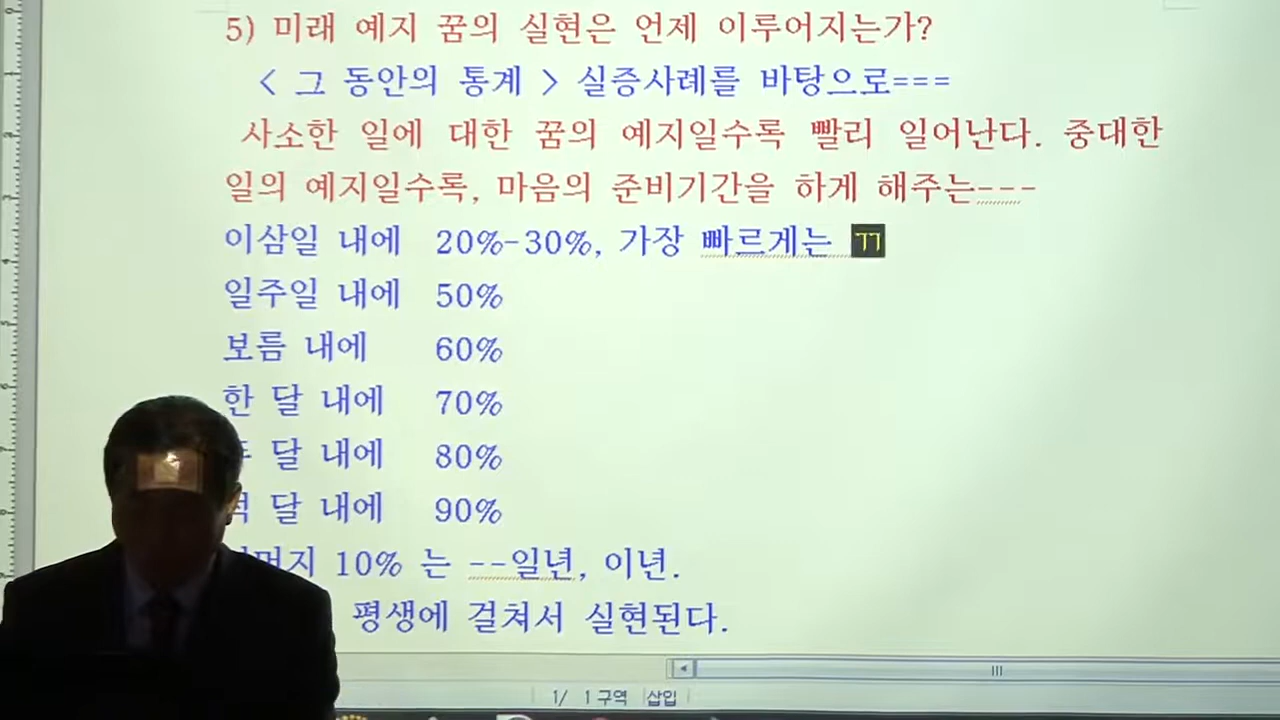 5) 미래 예지 꿈의 실현은 언제 이루어지는가?
< 그 동안의 통계 > 실증사례를 바탕으로===
사소한 일에 대한 꿈의 예지일수록 빨리 일어난다. 중대한
일의 예지일수록, 마음의 준비기간을 하게 해주는---
이삼일 내에 20%-30%, 가장 빠르게는 ㄲ
일주일 내에 50%
보름 내에 60%
한 달 내에 70%
달 내에 80%
달 내에 90%
10% 는 --일년, 이년.
평생에 걸쳐서 실현된다.
1/ 1 구역 삽입